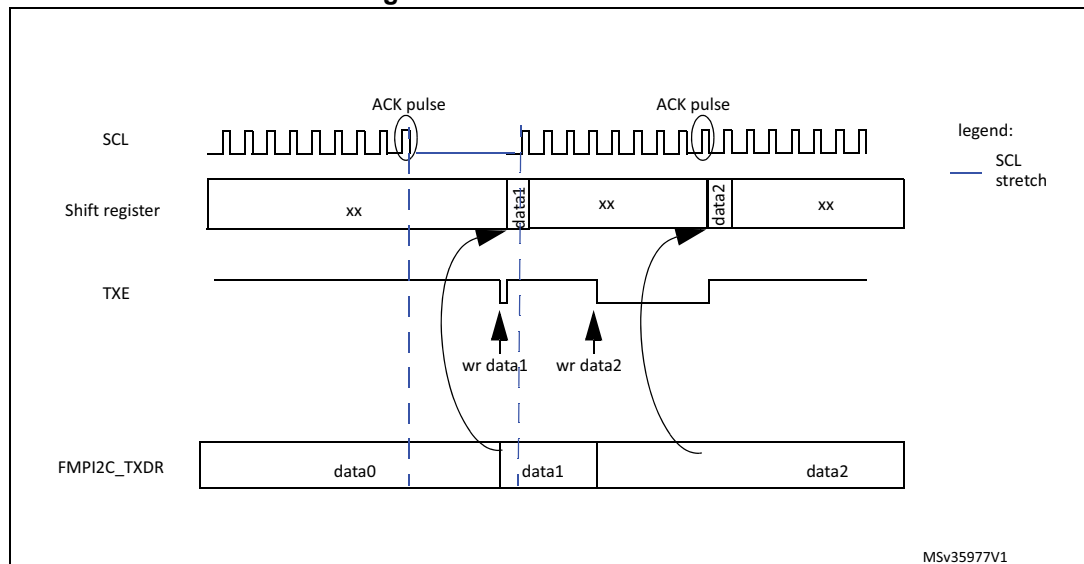 g
ACK pulse
ACK pulse
SCL
legend:
SCL
stretch
Shift register
xx
data1
xx
data2
xx
TXE
wr data1
wr data2
FMPI2C_TXDR
data0
data1
data2
MSv35977V1